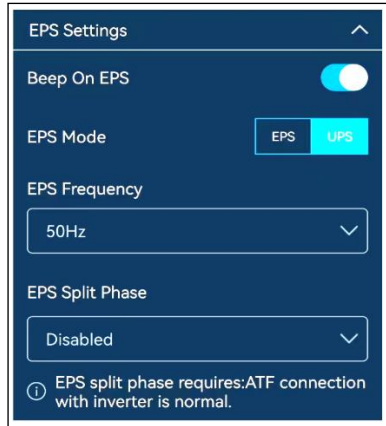 EPS Settings
Beep On EPS
EPS Mode
EPS UPS
EPS Frequency
50Hz
EPS Split Phase
Disabled
EPS split phase requires:ATF connection
with inverter is normal.